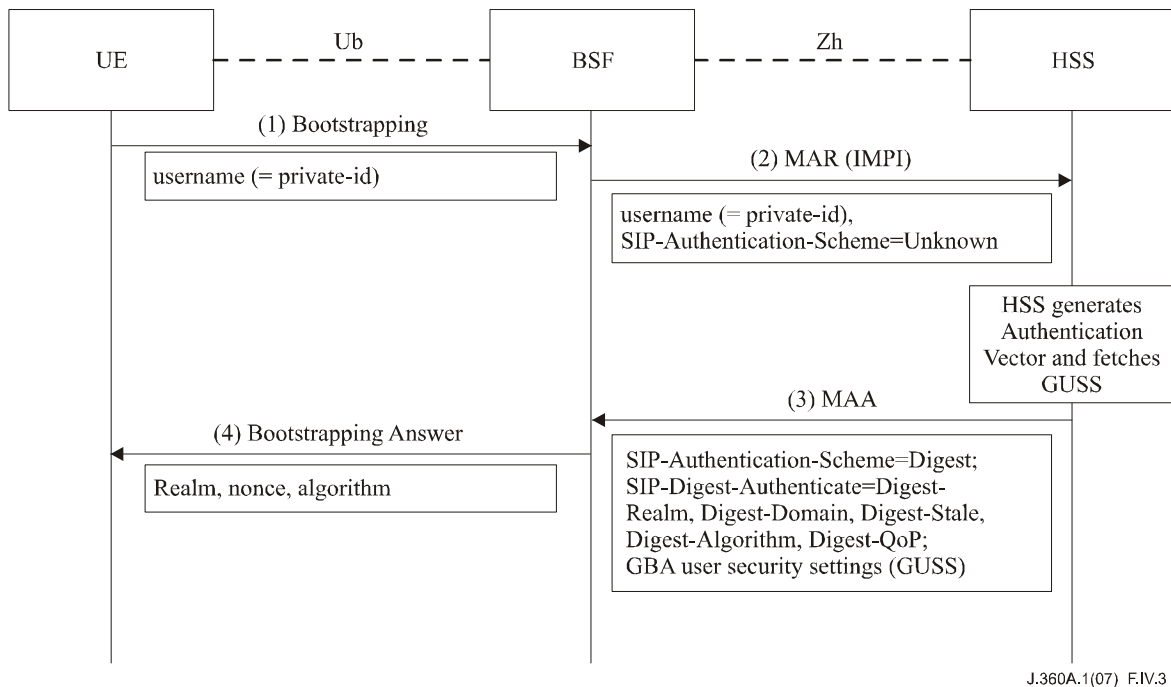 UE
Ub
BSF
Zh
HSS
(1) Bootstrapping
username (= private-id)
(2) MAR (IMPI)
username (= private-id),
SIP-Authentication-Scheme=Unknown
HSS generates
Authentication
Vector and fetches
GUSS
(3) MAA
SIP-Authentication-Scheme=Digest;
SIP-Digest-Authenticate=Digest-
Realm, Digest-Domain, Digest-Stale,
Digest-Algorithm, Digest-QoP;
GBA user security settings (GUSS)
(4) Bootstrapping Answer
Realm, nonce, algorithm
J.360A.1(07) F.IV.3